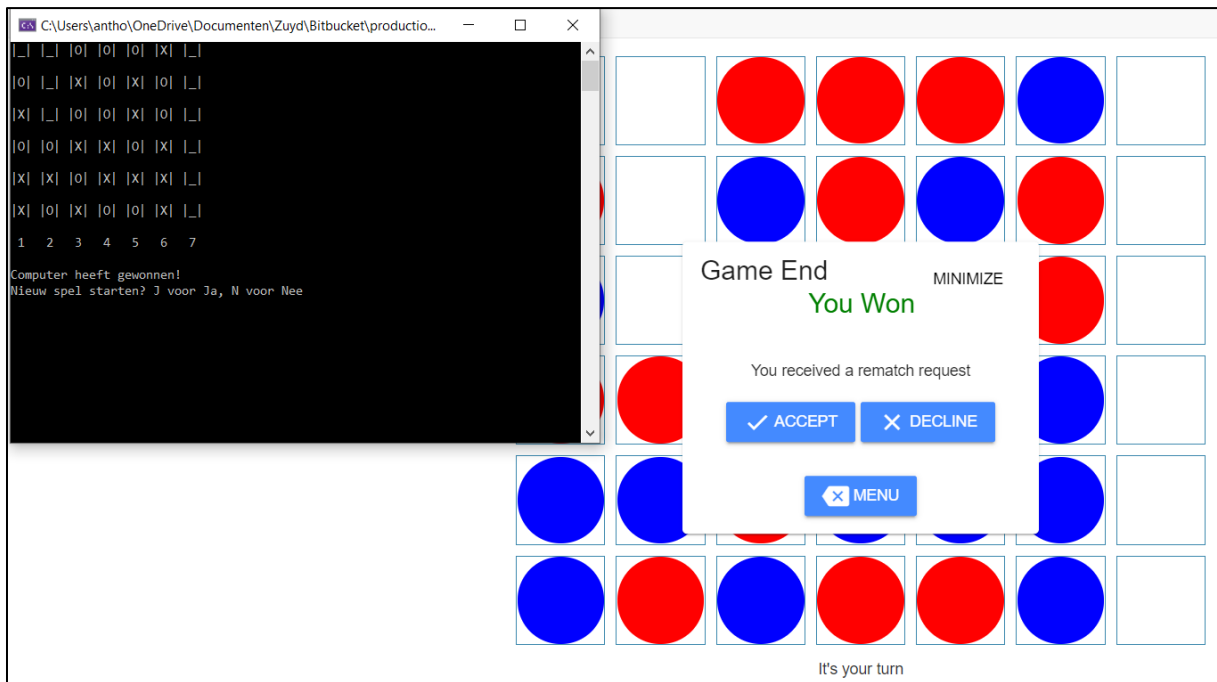 C:\Users\antho\OneDrive\Documenten\Zuyd\Bitbucket\productio...
|_| |_| |O| |O| |O| |X| |_|
|O| |_| |X| |O| |X| |O| |_|
|X| |_| |O| |X| |O| |O| |_|
|O| |O| |X| |X| |O| |X| |_|
|X| |X| |O| |X| |X| |X| |_|
|X| |O| |X| |O| |O| |X| |_|
1 2 3 4 5 6 7
Computer heeft gewonnen!
Nieuw spel starten? J voor Ja, N voor Nee
Game End
MINIMIZE
You Won
You received a rematch request
ACCEPT
DECLINE
MENU
It's your turn